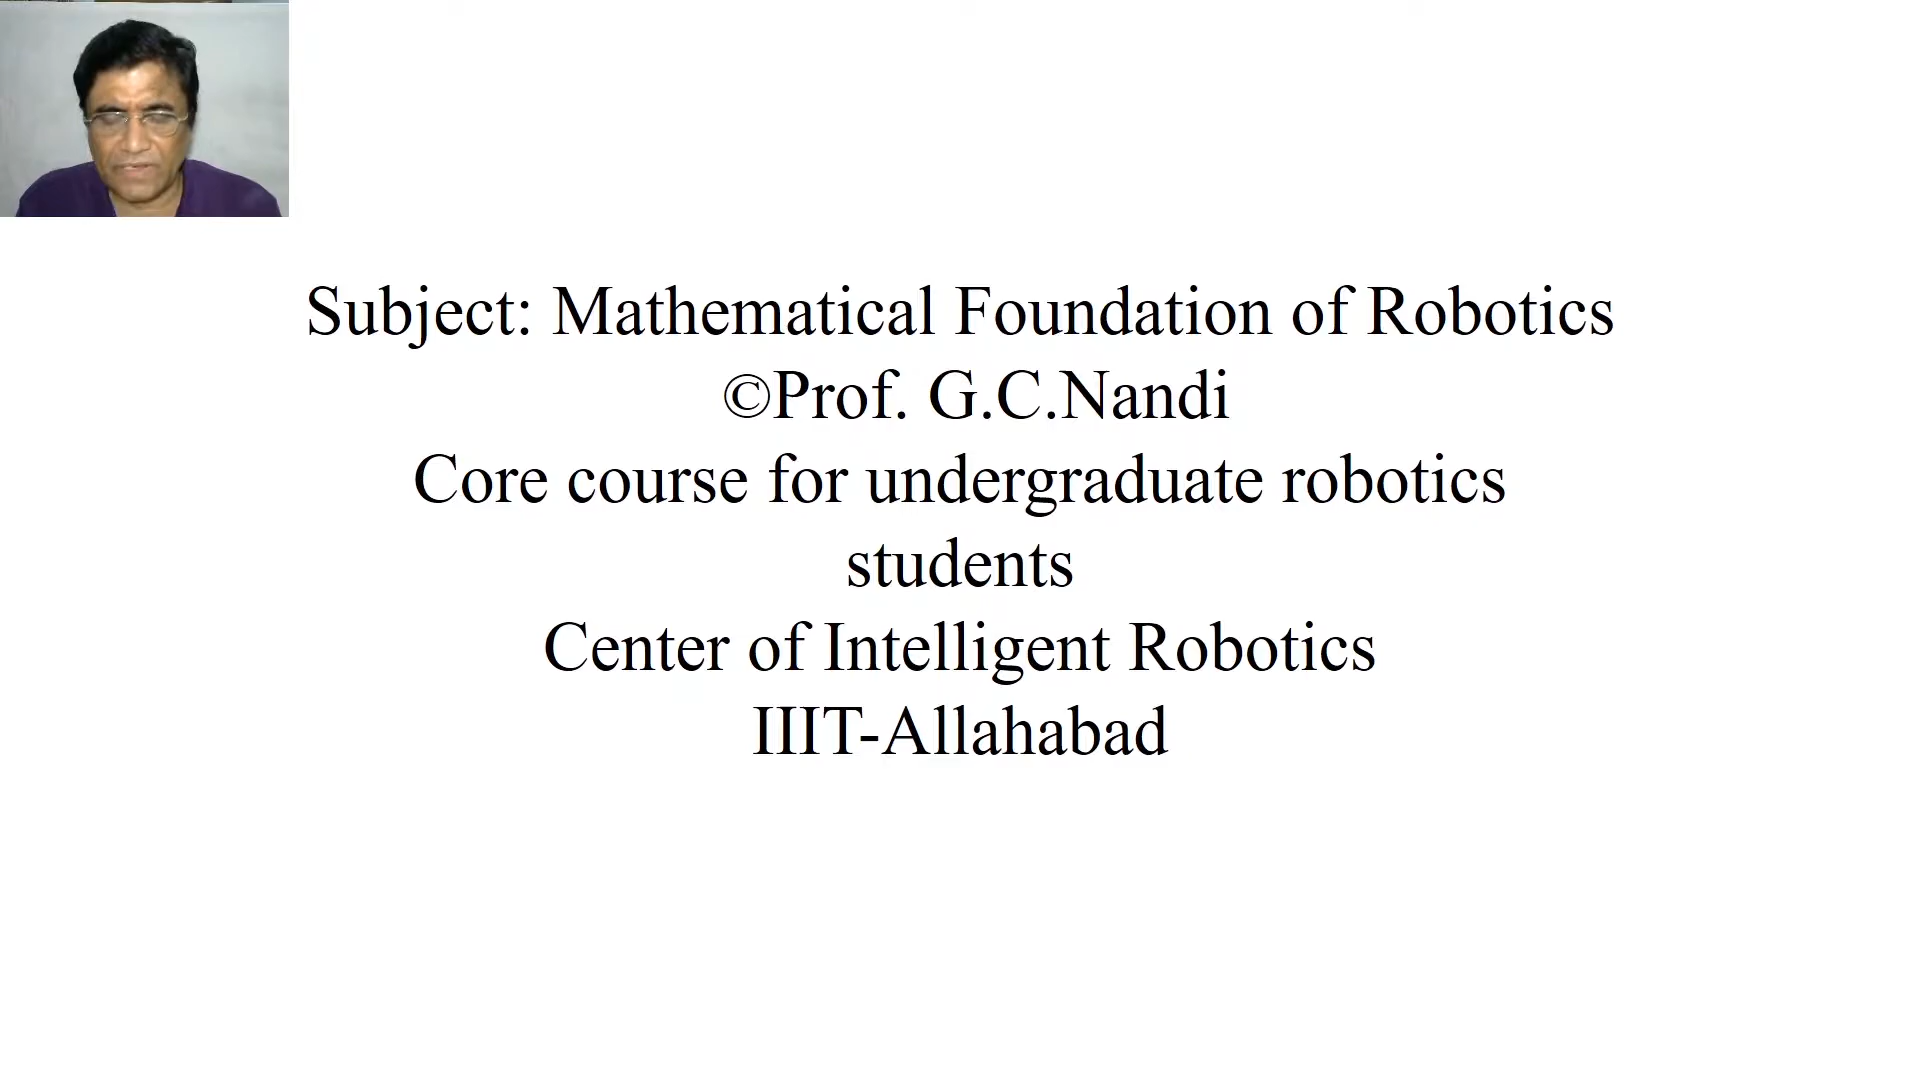 Subject: Mathematical Foundation of Robotics
©Prof. G.C.Nandi
Core course for undergraduate robotics
students
Center of Intelligent Robotics
IIIT-Allahabad